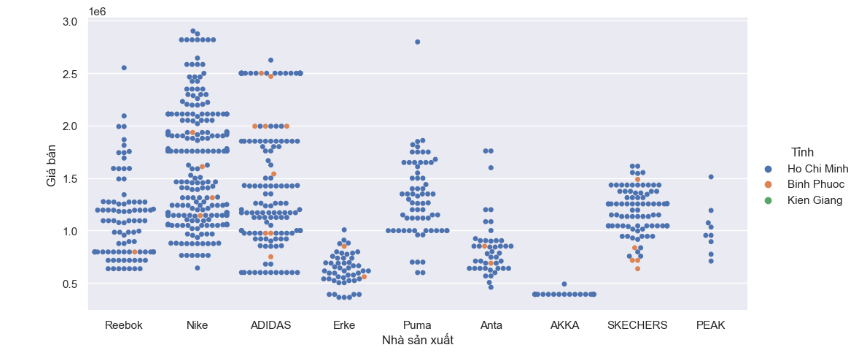 1e6
3.0
2.5
2.0
1.5
1.0
0.5
Giá bán
Reebok Nike ADIDAS Erke Puma Anta AKKA SKECHERS PEAK
Nhà sản xuất
Tỉnh
Ho Chi Minh
Binh Phuoc
Kien Giang